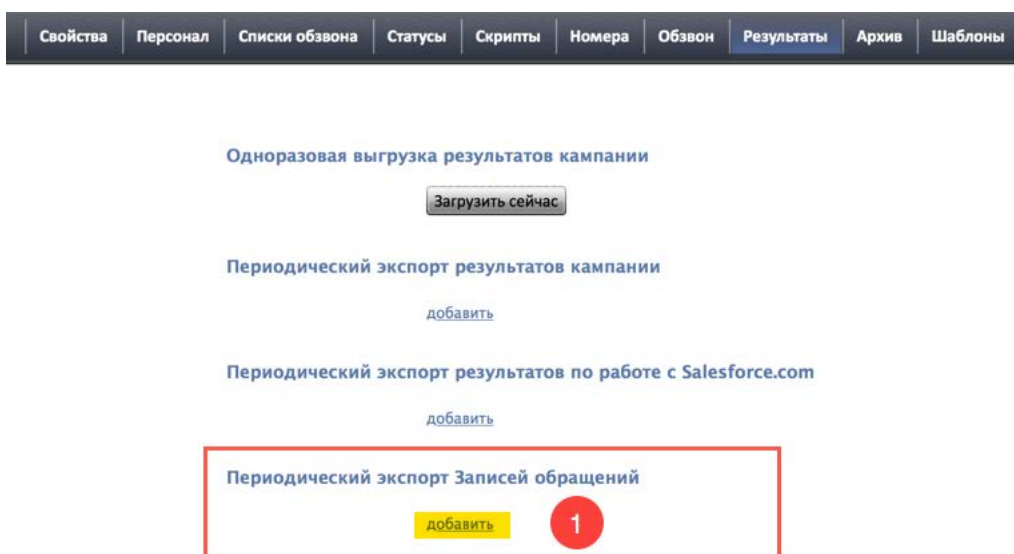 Свойства Персонал Списки обзвона Статусы Скрипты Номера Обзвон Результаты Архив Шаблоны
Одноразовая выгрузка результатов кампании
Загрузить сейчас
Периодический экспорт результатов кампании
добавить
Периодический экспорт результатов по работе с Salesforce.com
добавить
Периодический экспорт Записей обращений
добавить 1